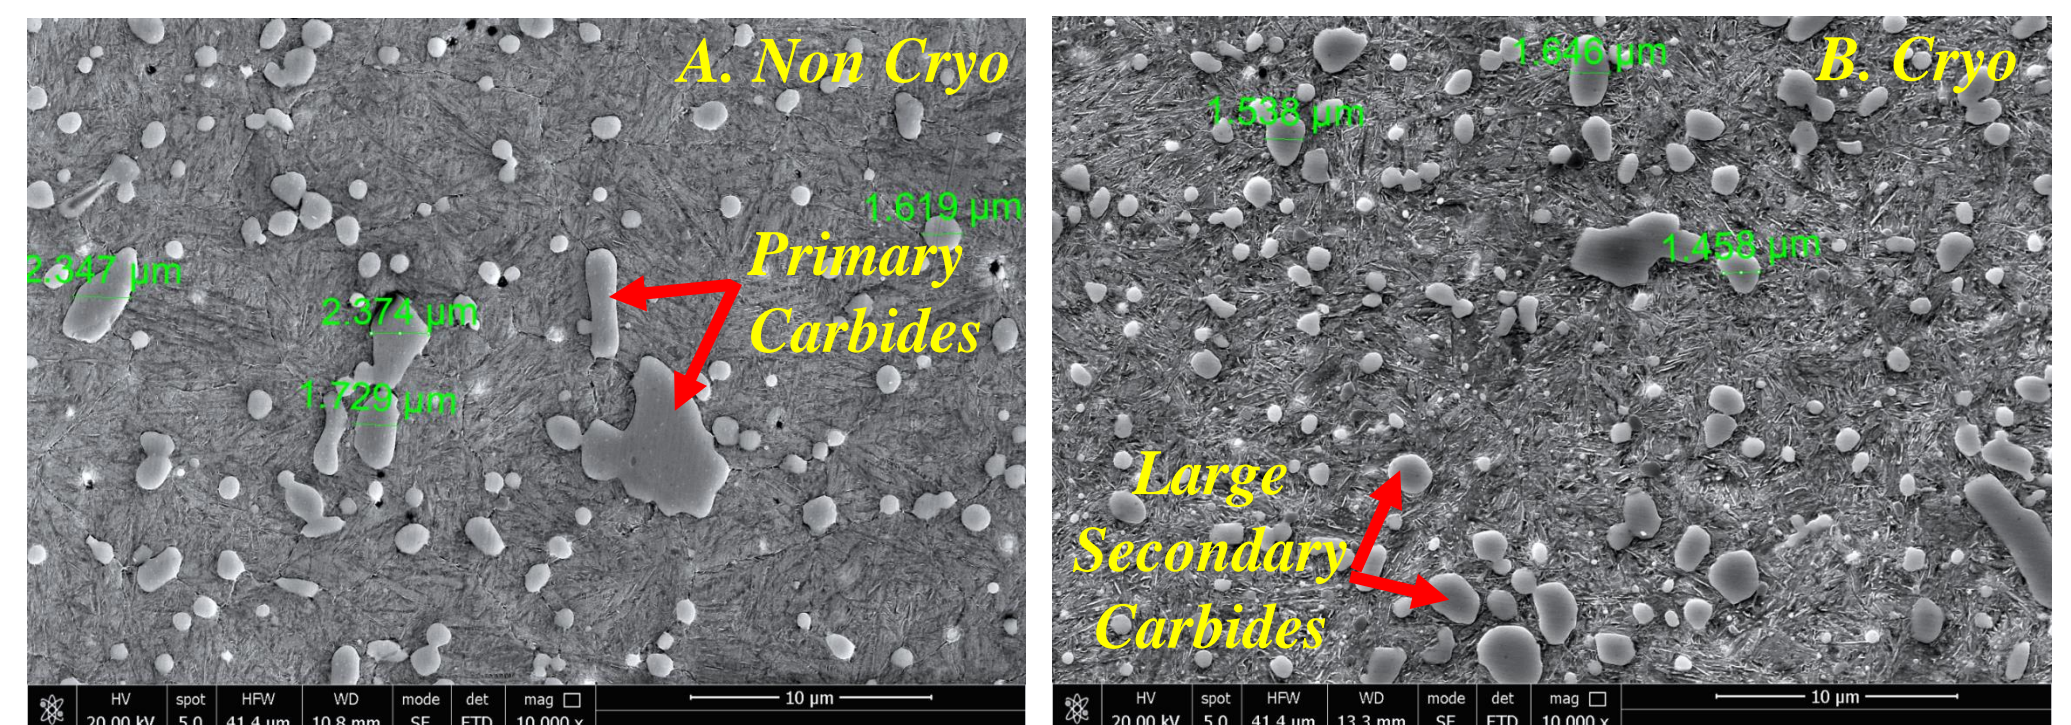 A. Non Cryo
1.619 µm
Primary
Carbides
2.347 µm
2.374 µm
1.729 µm
HV spot HFW WD mode det mag 10 µm
20.00 kV 5.0 41.4 µm 10.8 mm SE ETD 10 000 x
B. Cryo
1.646 µm
1.538 µm
1.458 µm
Large
Secondary
Carbides
HV spot HFW WD mode det mag 10 µm
20.00 kV 5.0 41.4 µm 13.3 mm SE ETD 10 000 x